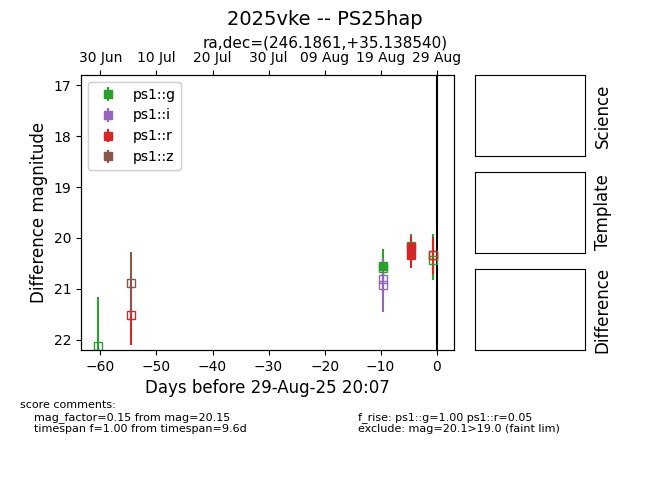 2025vke -- PS25hap
ra,dec=(246.1861,+35.138540)
30 Jun 10 Jul 20 Jul 30 Jul 09 Aug 19 Aug 29 Aug
ps1::g
ps1::i
ps1::r
ps1::z
17
18
19
20
21
22
Difference magnitude
−60 −50 −40 −30 −20 −10 0
Days before 29-Aug-25 20:07
Science
Template
Difference
score comments:
mag_factor=0.15 from mag=20.15
timespan f=1.00 from timespan=9.6d
f_rise: ps1::g=1.00 ps1::r=0.05
exclude: mag=20.1>19.0 (faint lim)